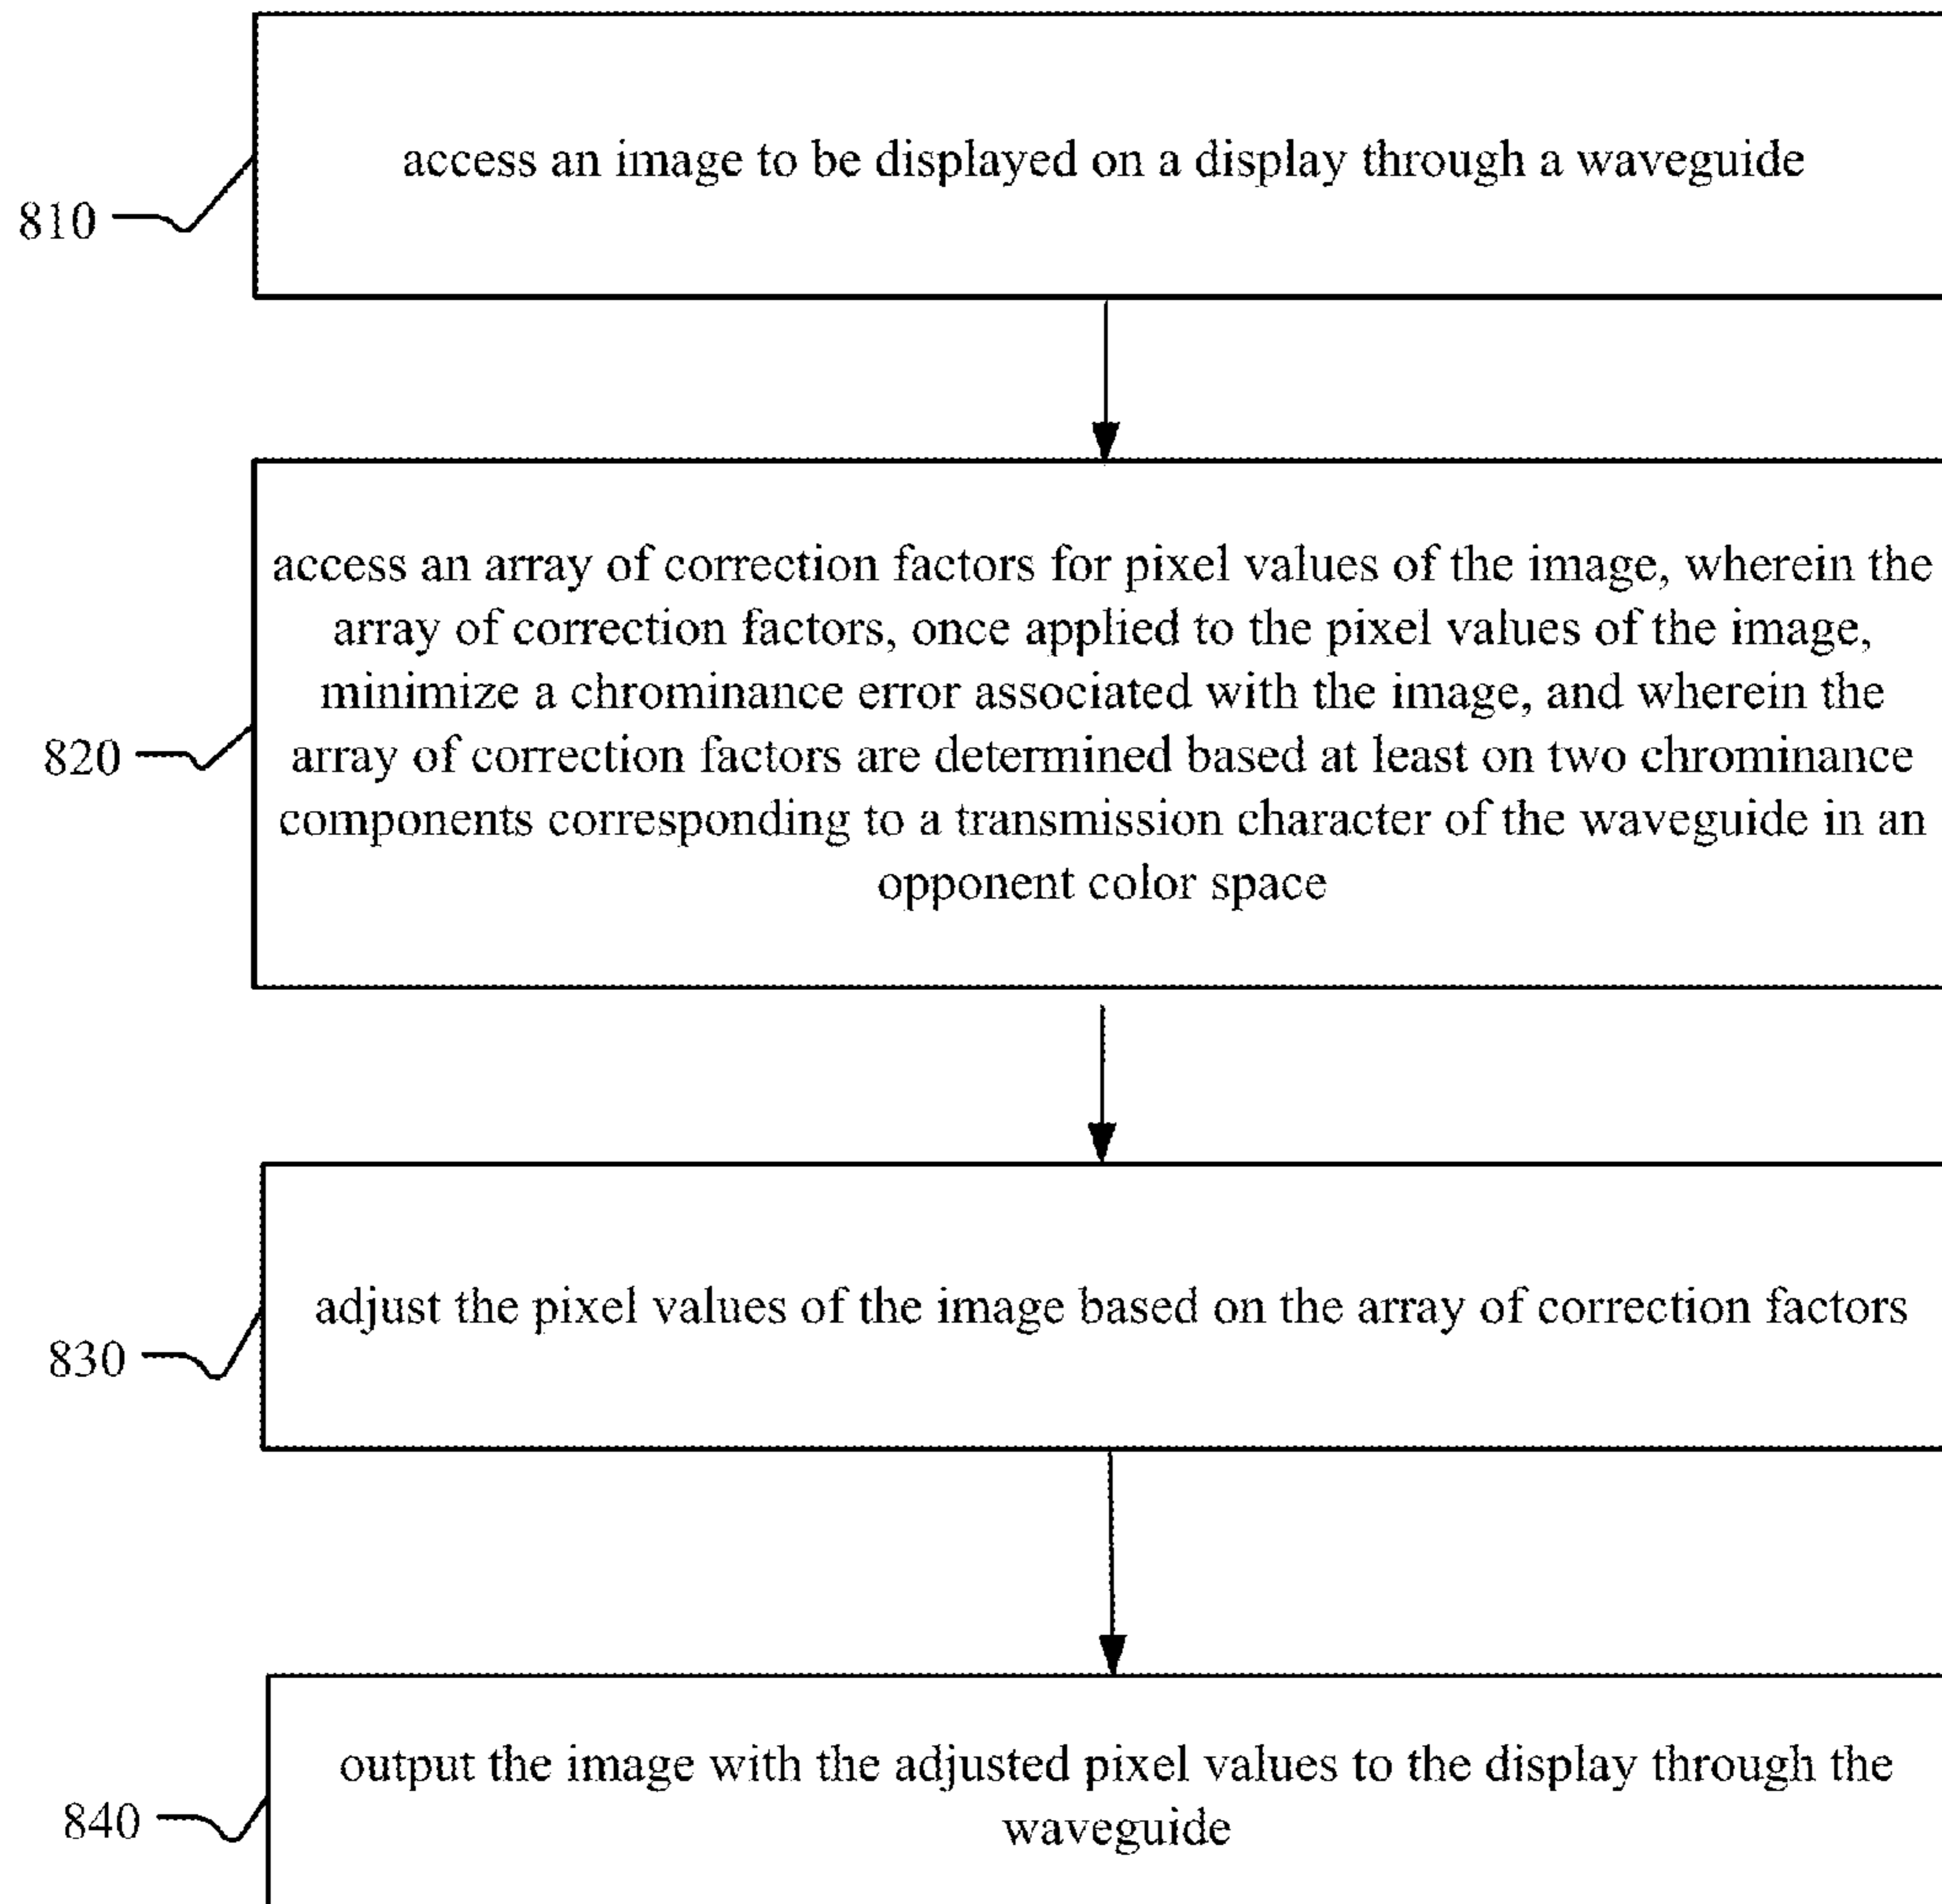 810
access an image to be displayed on a display through a waveguide
820
access an array of correction factors for pixel values of the image, wherein the
array of correction factors, once applied to the pixel values of the image,
minimize a chrominance error associated with the image, and wherein the
array of correction factors are determined based at least on two chrominance
components corresponding to a transmission character of the waveguide in an
opponent color space
830
adjust the pixel values of the image based on the array of correction factors
840
output the image with the adjusted pixel values to the display through the
waveguide